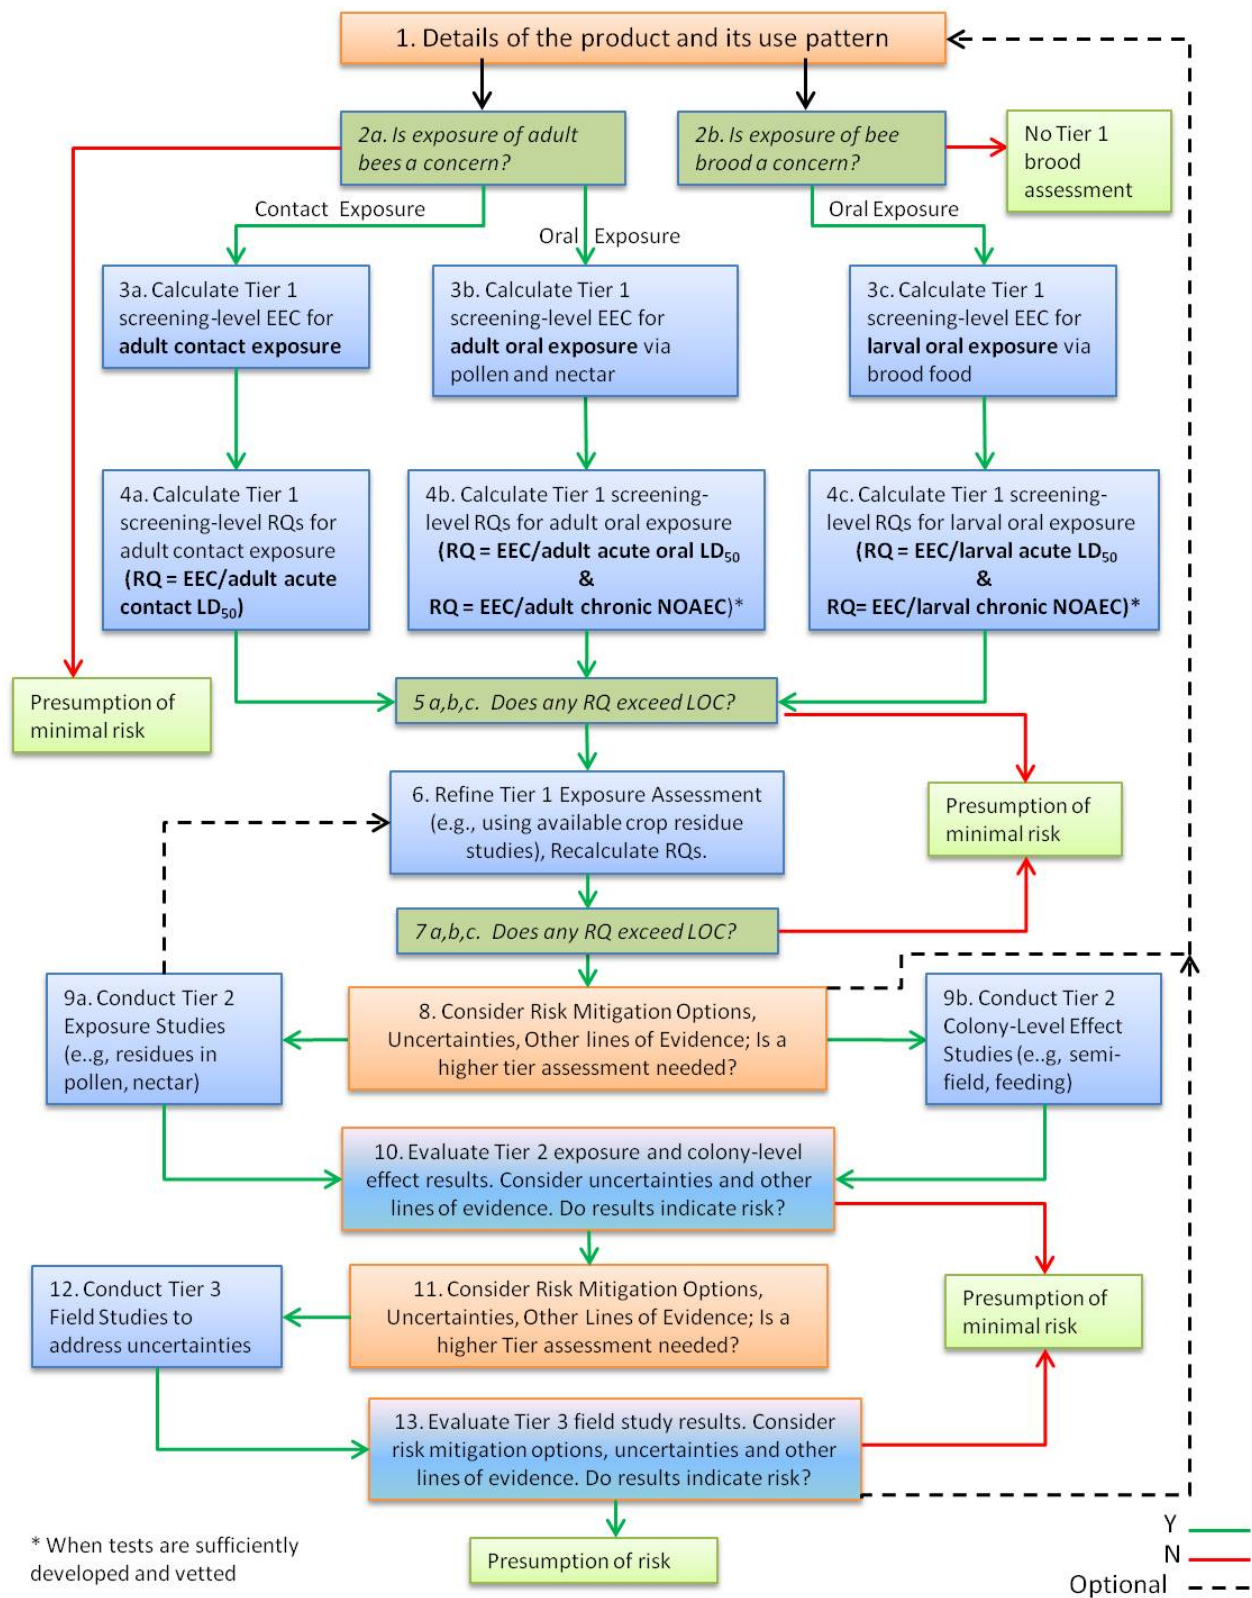 1. Details of the product and its use pattern
2a. Is exposure of adult
bees a concern?
2b. Is exposure of bee
brood a concern?
No Tier 1
brood
assessment
Contact Exposure
Oral Exposure
Oral Exposure
3a. Calculate Tier 1
screening-level EEC for
adult contact exposure
3b. Calculate Tier 1
screening-level EEC for
adult oral exposure via
pollen and nectar
3c. Calculate Tier 1
screening-level EEC for
larval oral exposure via
brood food
4a. Calculate Tier 1
screening-level RQs for
adult contact exposure
(RQ = EEC/adult acute
contact LD50)
4b. Calculate Tier 1 screening-
level RQs for adult oral exposure
(RQ = EEC/adult acute oral LD50
&
RQ = EEC/adult chronic NOAEC)*
4c. Calculate Tier 1 screening-
level RQs for larval oral exposure
(RQ = EEC/larval acute LD50
&
RQ= EEC/larval chronic NOAEC)*
Presumption of
minimal risk
5 a,b,c. Does any RQ exceed LOC?
6. Refine Tier 1 Exposure Assessment
(e.g., using available crop residue
studies), Recalculate RQs.
Presumption of
minimal risk
7 a,b,c. Does any RQ exceed LOC?
9a. Conduct Tier 2
Exposure Studies
(e..g, residues in
pollen, nectar)
8. Consider Risk Mitigation Options,
Uncertainties, Other lines of Evidence; Is a
higher tier assessment needed?
9b. Conduct Tier 2
Colony-Level Effect
Studies (e..g, semi-
field, feeding)
10. Evaluate Tier 2 exposure and colony-level
effect results. Consider uncertainties and other
lines of evidence. Do results indicate risk?
12. Conduct Tier 3
Field Studies to
address uncertainties
11. Consider Risk Mitigation Options,
Uncertainties, Other Lines of Evidence; Is a
higher Tier assessment needed?
Presumption of
minimal risk
13. Evaluate Tier 3 field study results. Consider
risk mitigation options, uncertainties and other
lines of evidence. Do results indicate risk?
Presumption of risk
* When tests are sufficiently
developed and vetted
Y
N
Optional